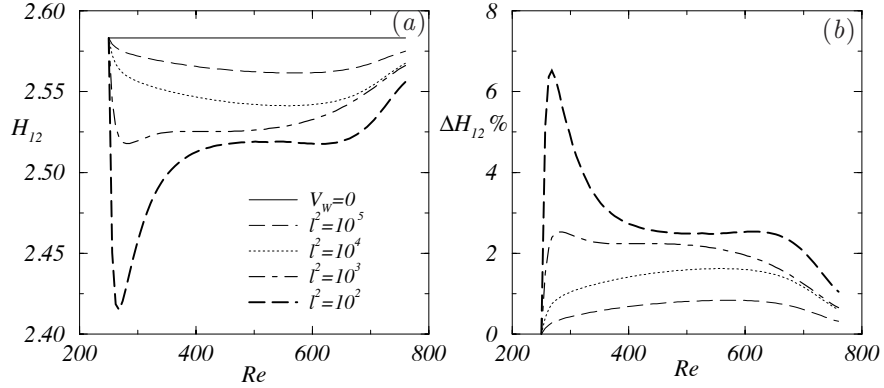 2.60
2.55
2.50
2.45
2.40
H₁₂
(a)
V_W=0
l²=10⁵
l²=10⁴
l²=10³
l²=10²
200
400
600
800
Re
8
6
4
2
0
ΔH₁₂%
(b)
200
400
600
800
Re